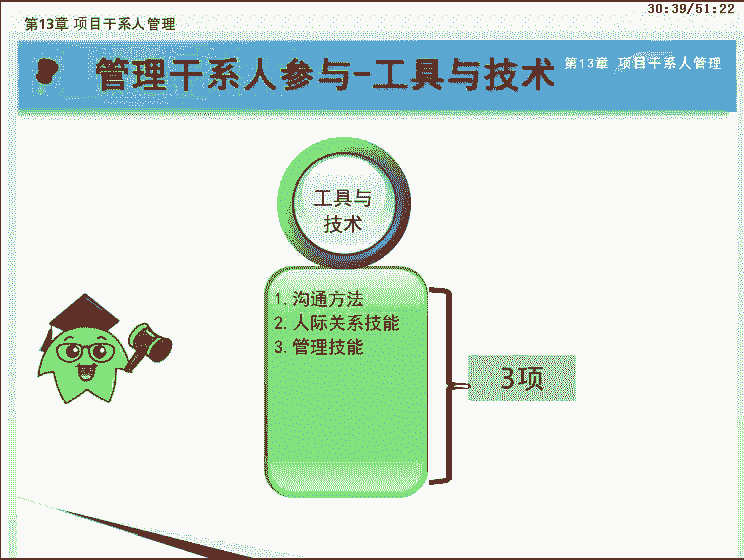 30:39/51:22
第13章 项目干系人管理
管理干系人参与-工具与技术
第13章 项目干系人管理
工具与
技术
1. 沟通方法
2. 人际关系技能
3. 管理技能
3项